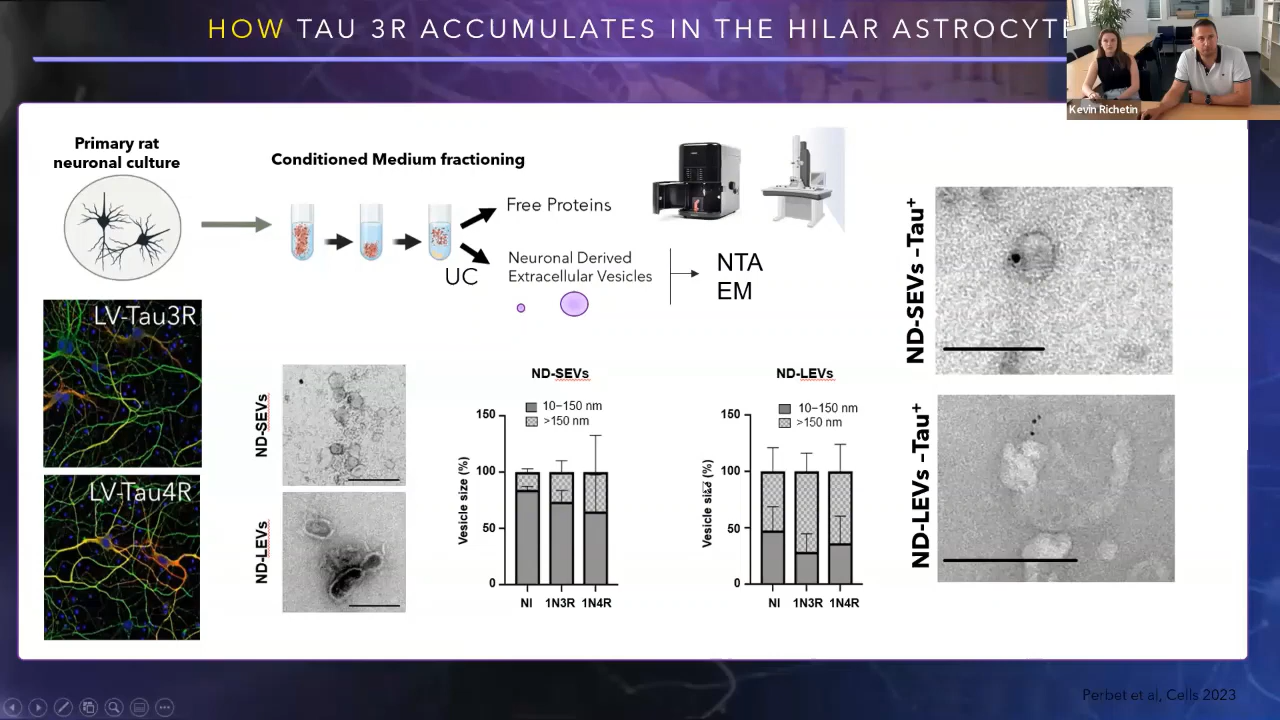 HOW TAU 3R ACCUMULATES IN THE HILAR ASTROCYTE
Kevin Richetin
Primary rat
neuronal culture
Conditioned Medium fractioning
Free Proteins
UC
Neuronal Derived
Extracellular Vesicles
NTA
EM
LV-Tau3R
LV-Tau4R
ND-SEVs
ND-LEVs
ND-SEVs
10–150 nm
>150 nm
Vesicle size (%)
150
100
50
0
NI 1N3R 1N4R
ND-LEVs
10–150 nm
>150 nm
Vesicle size (%)
150
100
50
0
NI 1N3R 1N4R
ND-SEVs -Tau+
ND-LEVs -Tau+
Perbet et al, Cells 2023